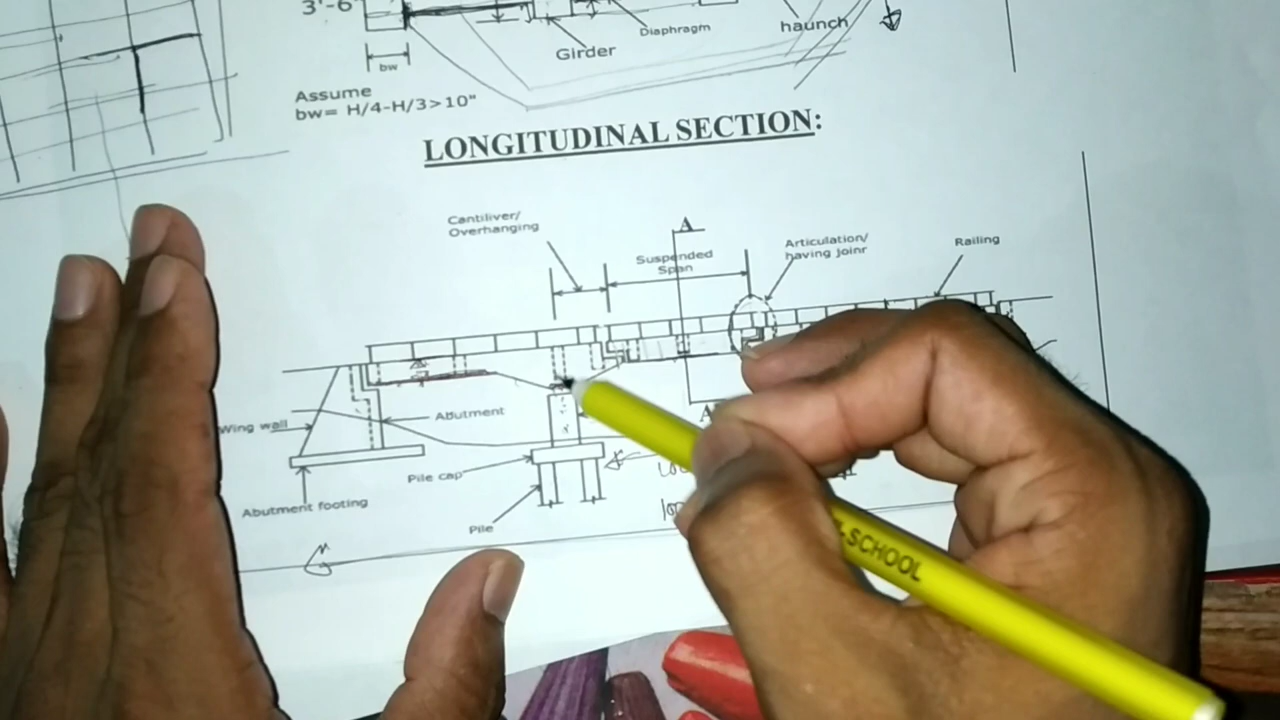 3'-6
Diaphragm
haunch
Girder
bw
Assume
bw= H/4-H/3>10"
LONGITUDINAL SECTION:
Cantiliver/
Overhanging
A
Suspended
Span
Articulation/
having joinr
Railing
Wing wall
Abutment
A
Pile cap
Abutment footing
Pile
SCHOOL